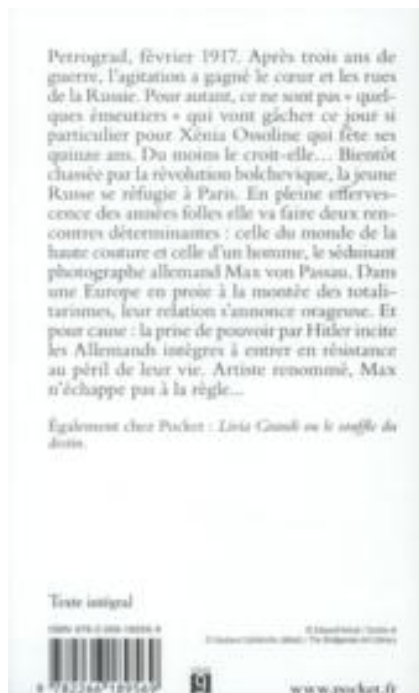 Petrograd, février 1917. Après trois ans de
guerre, l'agitation a gagné le cœur et les rues
de la Russie. Pour autant, ce ne sont pas « quel-
ques émeutiers » qui vont gâcher ce jour si
particulier pour Xénia Ossoline qui fête ses
quinze ans. Du moins le croit-elle... Bientôt
chassée par la révolution bolchevique, la jeune
Russe se réfugie à Paris. En pleine efferves-
cence des années folles elle va faire deux ren-
contres déterminantes : celle du monde de la
haute couture et celle d'un homme, le séduisant
photographe allemand Max von Passau. Dans
une Europe en proie à la montée des totali-
tarismes, leur relation s'annonce orageuse. Et
pour cause : la prise de pouvoir par Hitler incite
les Allemands intègres à entrer en résistance
au péril de leur vie. Artiste renommé, Max
n'échappe pas à la règle...
Également chez Pocket : Livia Grandi ou le souffle du
destin.
Texte intégral
9 782266 189569
www.pocket.fr